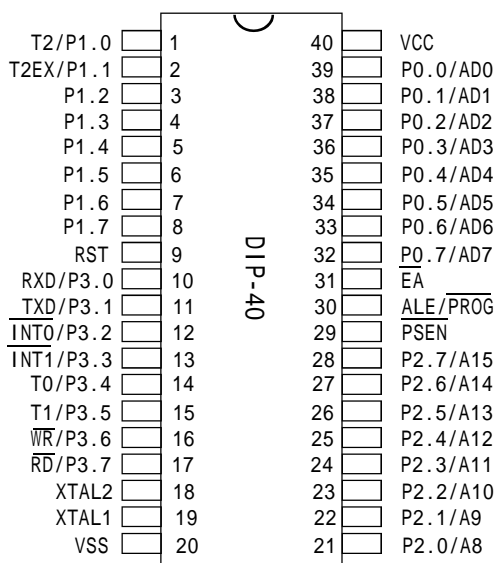 T2/P1.0 1 40 VCC
T2EX/P1.1 2 39 P0.0/AD0
P1.2 3 38 P0.1/AD1
P1.3 4 37 P0.2/AD2
P1.4 5 36 P0.3/AD3
P1.5 6 35 P0.4/AD4
P1.6 7 34 P0.5/AD5
P1.7 8 33 P0.6/AD6
RST 9 32 P0.7/AD7
RXD/P3.0 10 31 E̅A̅
TXD/P3.1 11 30 ALE/P̅R̅O̅G̅
I̅N̅T̅0̅/P3.2 12 29 P̅S̅E̅N̅
I̅N̅T̅1̅/P3.3 13 28 P2.7/A15
T0/P3.4 14 27 P2.6/A14
T1/P3.5 15 26 P2.5/A13
W̅R̅/P3.6 16 25 P2.4/A12
R̅D̅/P3.7 17 24 P2.3/A11
XTAL2 18 23 P2.2/A10
XTAL1 19 22 P2.1/A9
VSS 20 21 P2.0/A8
DIP-40